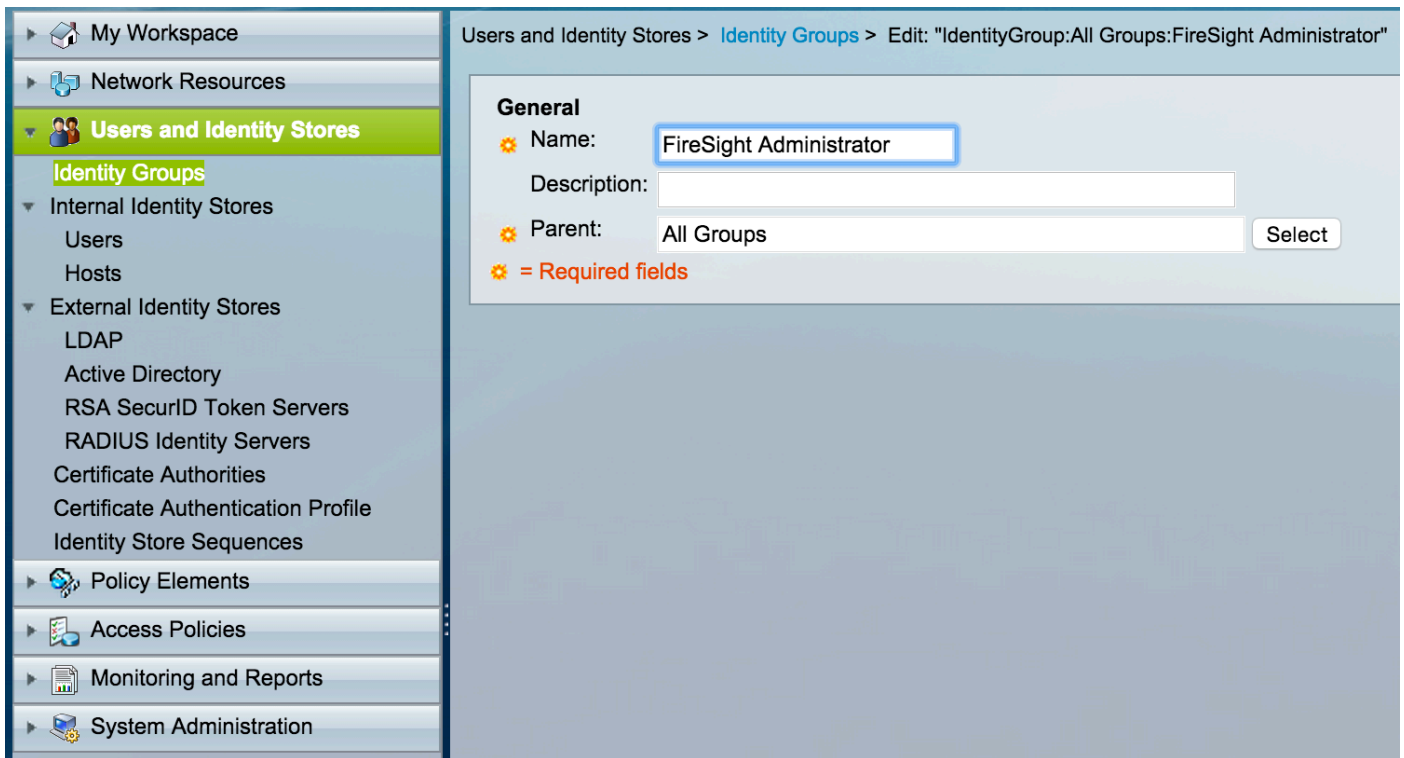 My Workspace
Network Resources
Users and Identity Stores
Identity Groups
Internal Identity Stores
Users
Hosts
External Identity Stores
LDAP
Active Directory
RSA SecurID Token Servers
RADIUS Identity Servers
Certificate Authorities
Certificate Authentication Profile
Identity Store Sequences
Policy Elements
Access Policies
Monitoring and Reports
System Administration
Users and Identity Stores > Identity Groups > Edit: "IdentityGroup:All Groups:FireSight Administrator"
General
Name: FireSight Administrator
Description:
Parent: All Groups Select
= Required fields